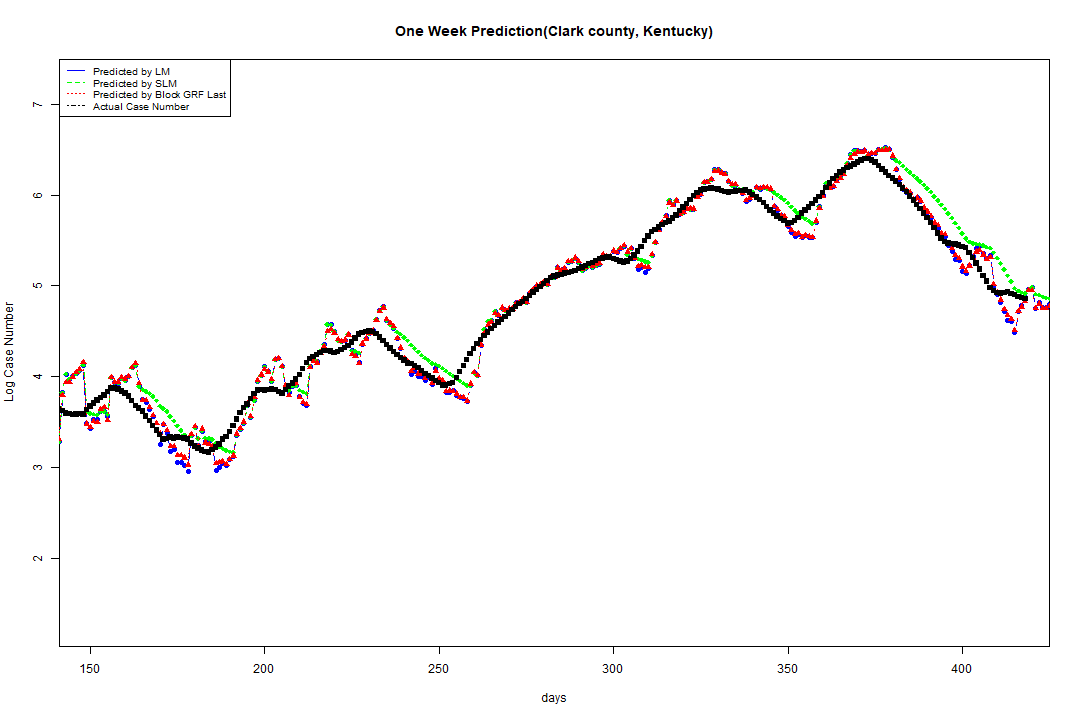 One Week Prediction(Clark county, Kentucky)
Predicted by LM
Predicted by SLM
Predicted by Block GRF Last
Actual Case Number
7
6
5
4
3
2
Log Case Number
150 200 250 300 350 400
days